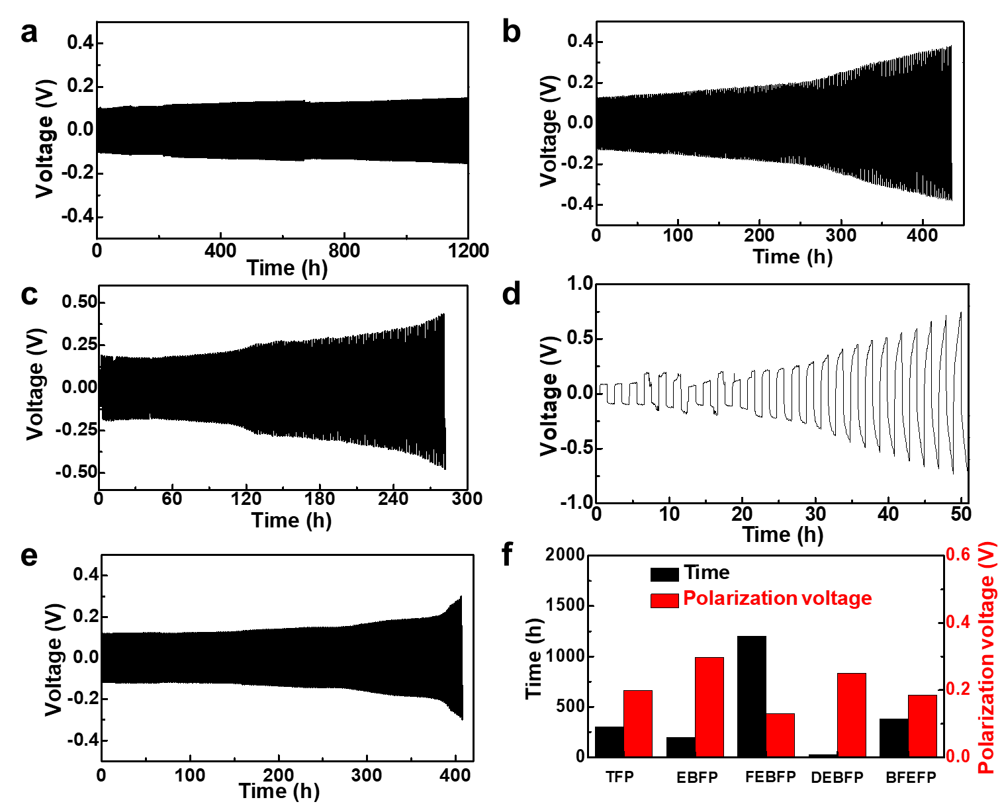 a
Voltage (V)
0.4
0.2
0.0
-0.2
-0.4
0 400 800 1200
Time (h)
b
Voltage (V)
0.4
0.2
0.0
-0.2
-0.4
0 100 200 300 400
Time (h)
c
Voltage (V)
0.50
0.25
0.00
-0.25
-0.50
0 60 120 180 240 300
Time (h)
d
Voltage (V)
1.0
0.5
0.0
-0.5
-1.0
0 10 20 30 40 50
Time (h)
e
Voltage (V)
0.4
0.2
0.0
-0.2
-0.4
0 100 200 300 400
Time (h)
f
Time (h)
2000
1500
1000
500
0
Time
Polarization voltage
0.6
0.4
0.2
0.0
Polarization voltage (V)
TFP EBFP FEBFP DEBFP BFEFP